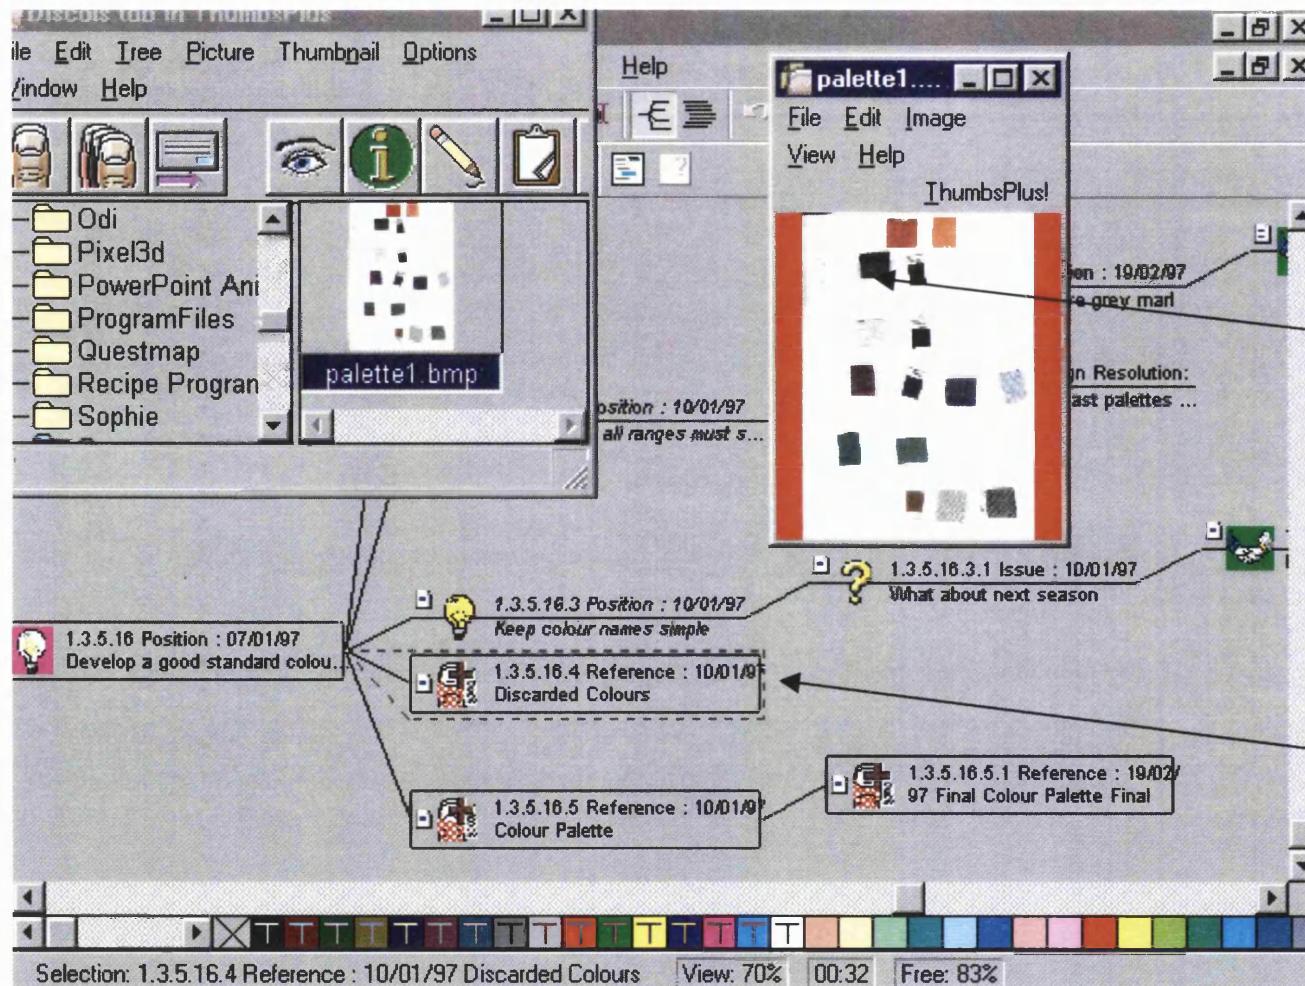 Discols tab in ThumbsPlus
ile Edit Tree Picture Thumbnail Options
Window Help
Odi
Pixel3d
PowerPoint Ani
ProgramFiles
Questmap
Recipe Progran
Sophie
palette1.bmp
Help
palette1....
File Edit Image
View Help
ThumbsPlus!
on : 19/02/97
e grey marl
gn Resolution:
ast palettes ...
osition : 10/01/97
all ranges must s...
1.3.5.16.3.1 Issue : 10/01/97
What about next season
1.3.5.16.3 Position : 10/01/97
Keep colour names simple
1.3.5.16 Position : 07/01/97
Develop a good standard colou...
1.3.5.16.4 Reference : 10/01/97
Discarded Colours
1.3.5.16.5.1 Reference : 19/02/
97 Final Colour Palette Final
1.3.5.16.5 Reference : 10/01/97
Colour Palette
T T T T T T T T T T T T T T T T
Selection: 1.3.5.16.4 Reference : 10/01/97 Discarded Colours View: 70% 00:32 Free: 83%